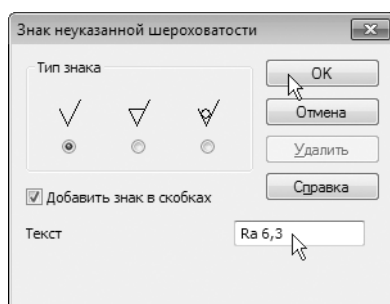 Знак неуказанной шероховатости
Тип знака
OK
Отмена
Удалить
Справка
Добавить знак в скобках
Текст
Ra 6,3